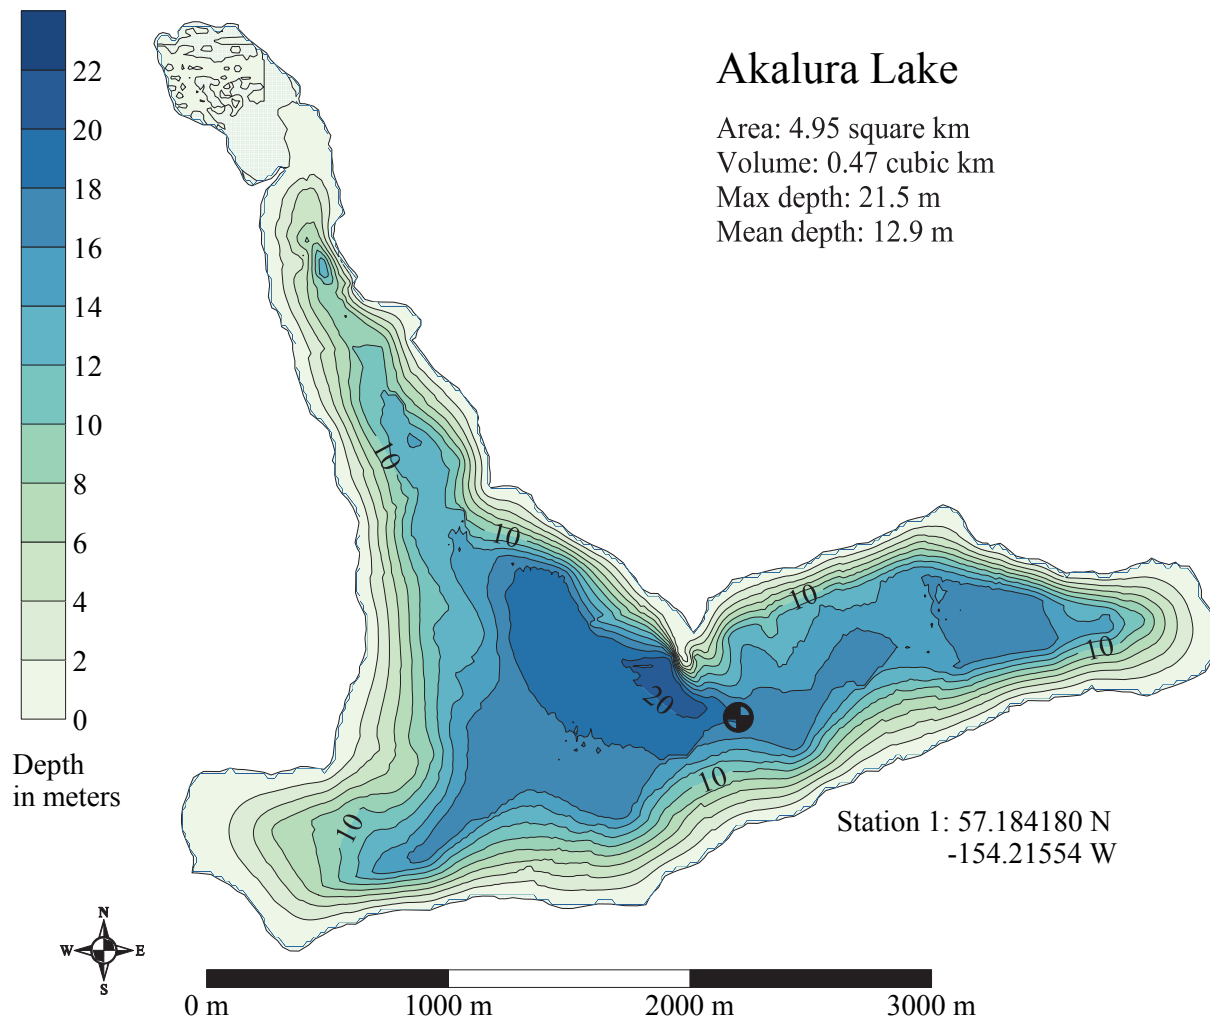 Akalura Lake
Area: 4.95 square km
Volume: 0.47 cubic km
Max depth: 21.5 m
Mean depth: 12.9 m
22
20
18
16
14
12
10
8
6
4
2
0
Depth
in meters
10
10
10
10
20
10
10
Station 1: 57.184180 N
-154.21554 W
N
W E
S
0 m 1000 m 2000 m 3000 m